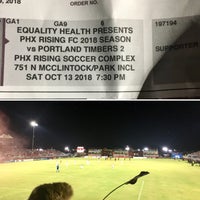 ORDER NO.
GA1 GA9 6 197194
EQUALITY HEALTH PRESENTS
PHX RISING FC 2018 SEASON
vs PORTLAND TIMBERS 2 SUPPORTER
PHX RISING SOCCER COMPLEX
751 N MCCLINTOCK/PARK INCL
SAT OCT 13 2018 7:30 PM